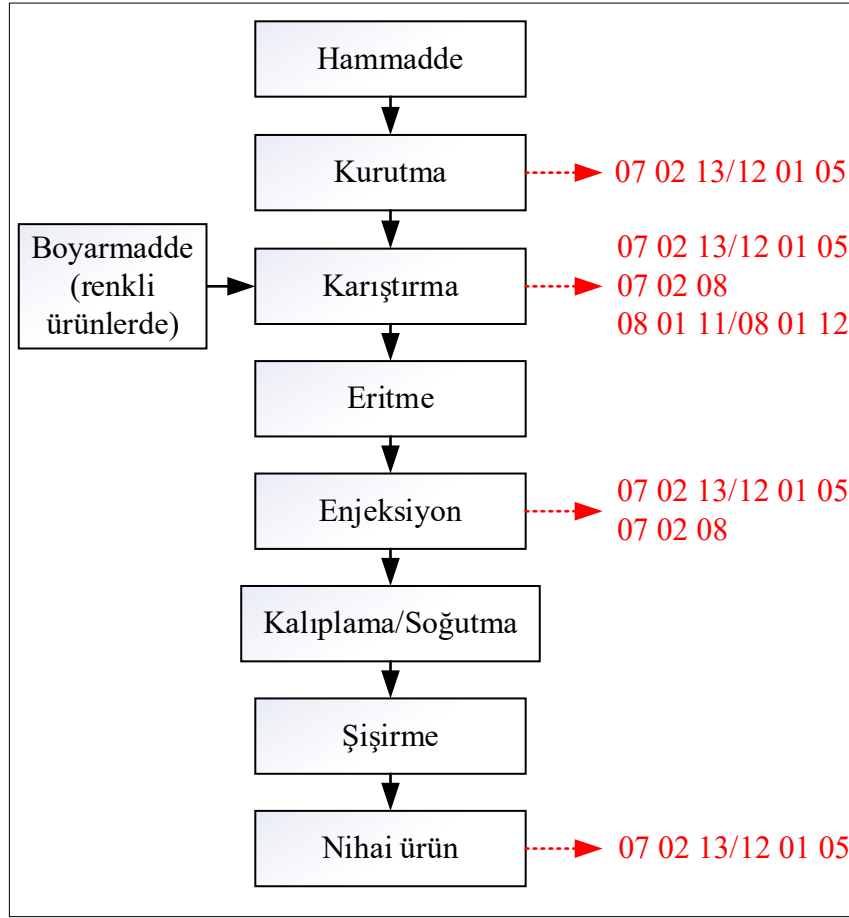 Hammadde
Kurutma
07 02 13/12 01 05
Boyarmadde
(renkli
ürünlerde)
Karıştırma
07 02 13/12 01 05
07 02 08
08 01 11/08 01 12
Eritme
Enjeksiyon
07 02 13/12 01 05
07 02 08
Kalıplama/Soğutma
Şişirme
Nihai ürün
07 02 13/12 01 05